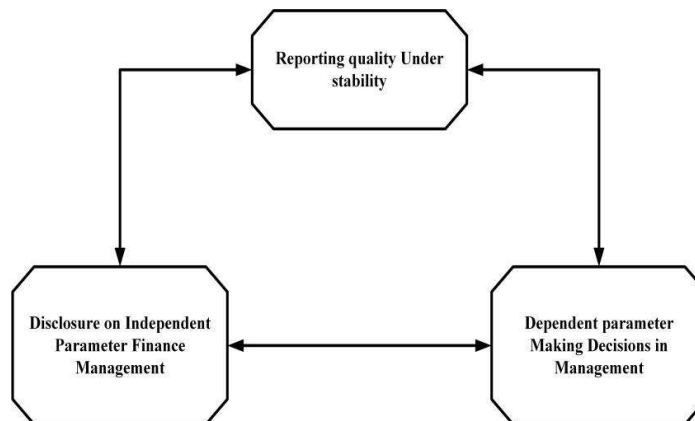 Reporting quality Under
stability
Disclosure on Independent
Parameter Finance
Management
Dependent parameter
Making Decisions in
Management